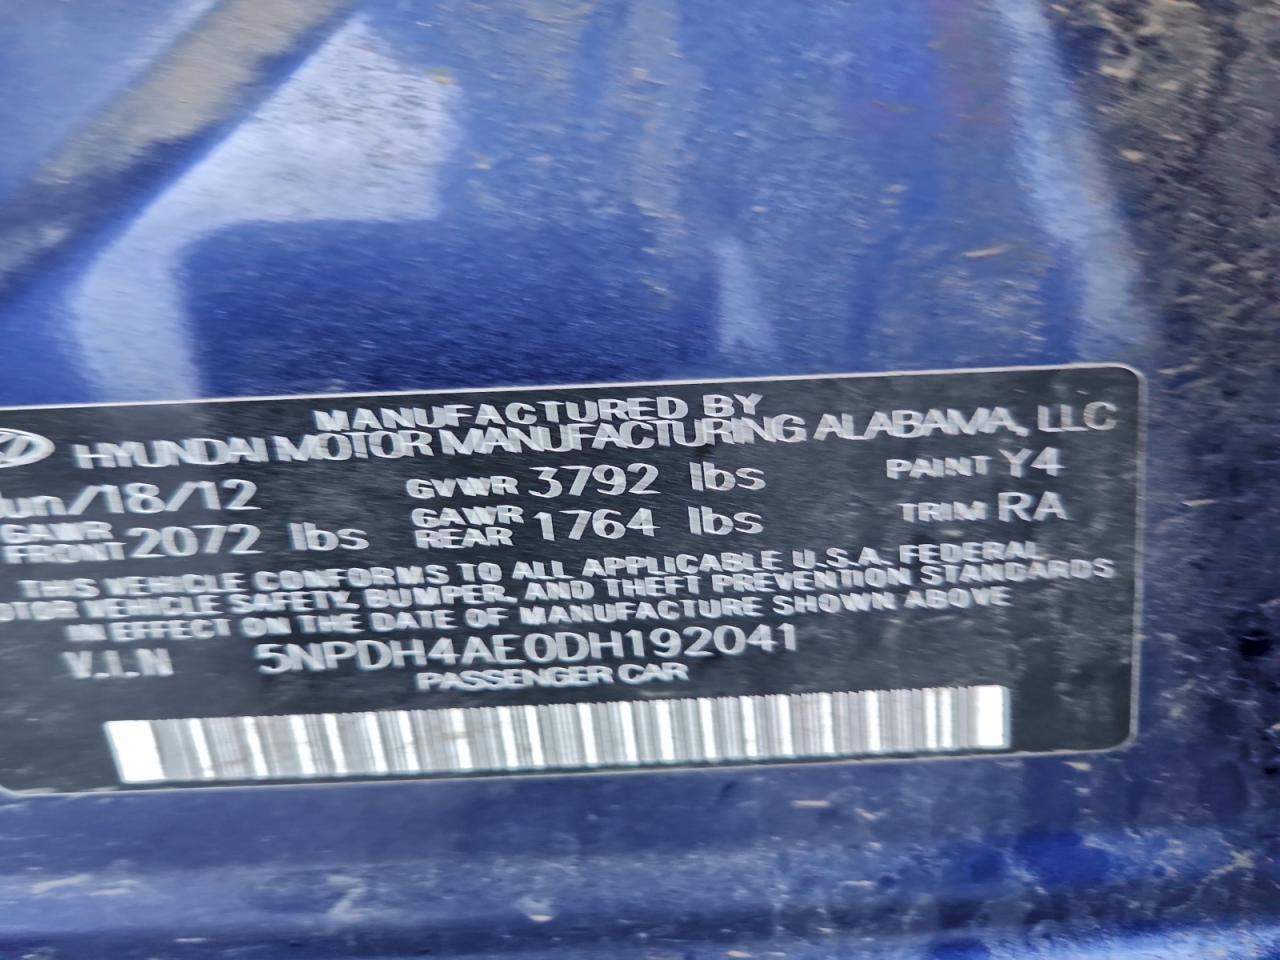 MANUFACTURED BY
HYUNDAI MOTOR MANUFACTURING ALABAMA, LLC
Jun/18/12 GVWR 3792 lbs PAINT Y4
GAWR FRONT 2072 lbs GAWR REAR 1764 lbs TRIM RA
THIS VEHICLE CONFORMS TO ALL APPLICABLE U.S.A. FEDERAL
MOTOR VEHICLE SAFETY, BUMPER, AND THEFT PREVENTION STANDARDS
IN EFFECT ON THE DATE OF MANUFACTURE SHOWN ABOVE
V.I.N 5NPDH4AE0DH192041
PASSENGER CAR